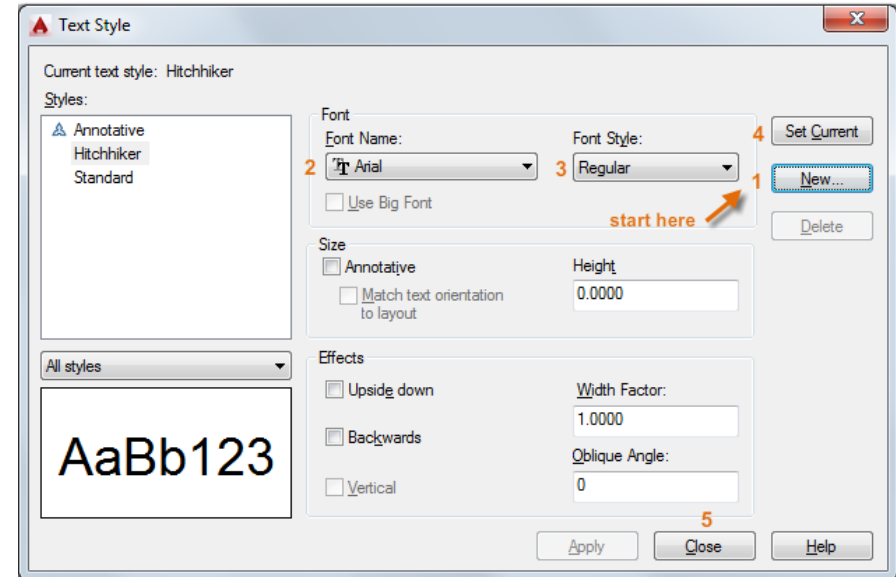 Text Style
Current text style: Hitchhiker
Styles:
Annotative
Hitchhiker
Standard
All styles
AaBb123
Font
Font Name:
2 Arial
Use Big Font
Font Style:
3 Regular
start here
Size
Annotative
Match text orientation
to layout
Height
0.0000
Effects
Upside down
Backwards
Vertical
Width Factor:
1.0000
Oblique Angle:
0
4 Set Current
1 New...
Delete
Apply
5
Close
Help